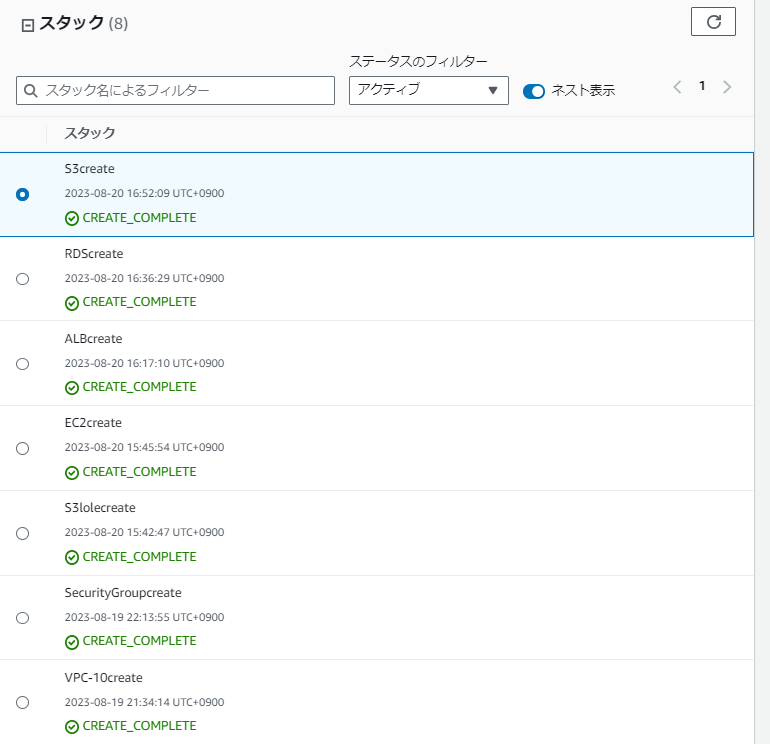 スタック (8)
ステータスのフィルター
スタック名によるフィルター
アクティブ
ネスト表示
1
スタック
S3create
2023-08-20 16:52:09 UTC+0900
CREATE_COMPLETE
RDScreate
2023-08-20 16:36:29 UTC+0900
CREATE_COMPLETE
ALBcreate
2023-08-20 16:17:10 UTC+0900
CREATE_COMPLETE
EC2create
2023-08-20 15:45:54 UTC+0900
CREATE_COMPLETE
S3lolecreate
2023-08-20 15:42:47 UTC+0900
CREATE_COMPLETE
SecurityGroupcreate
2023-08-19 22:13:55 UTC+0900
CREATE_COMPLETE
VPC-10create
2023-08-19 21:34:14 UTC+0900
CREATE_COMPLETE